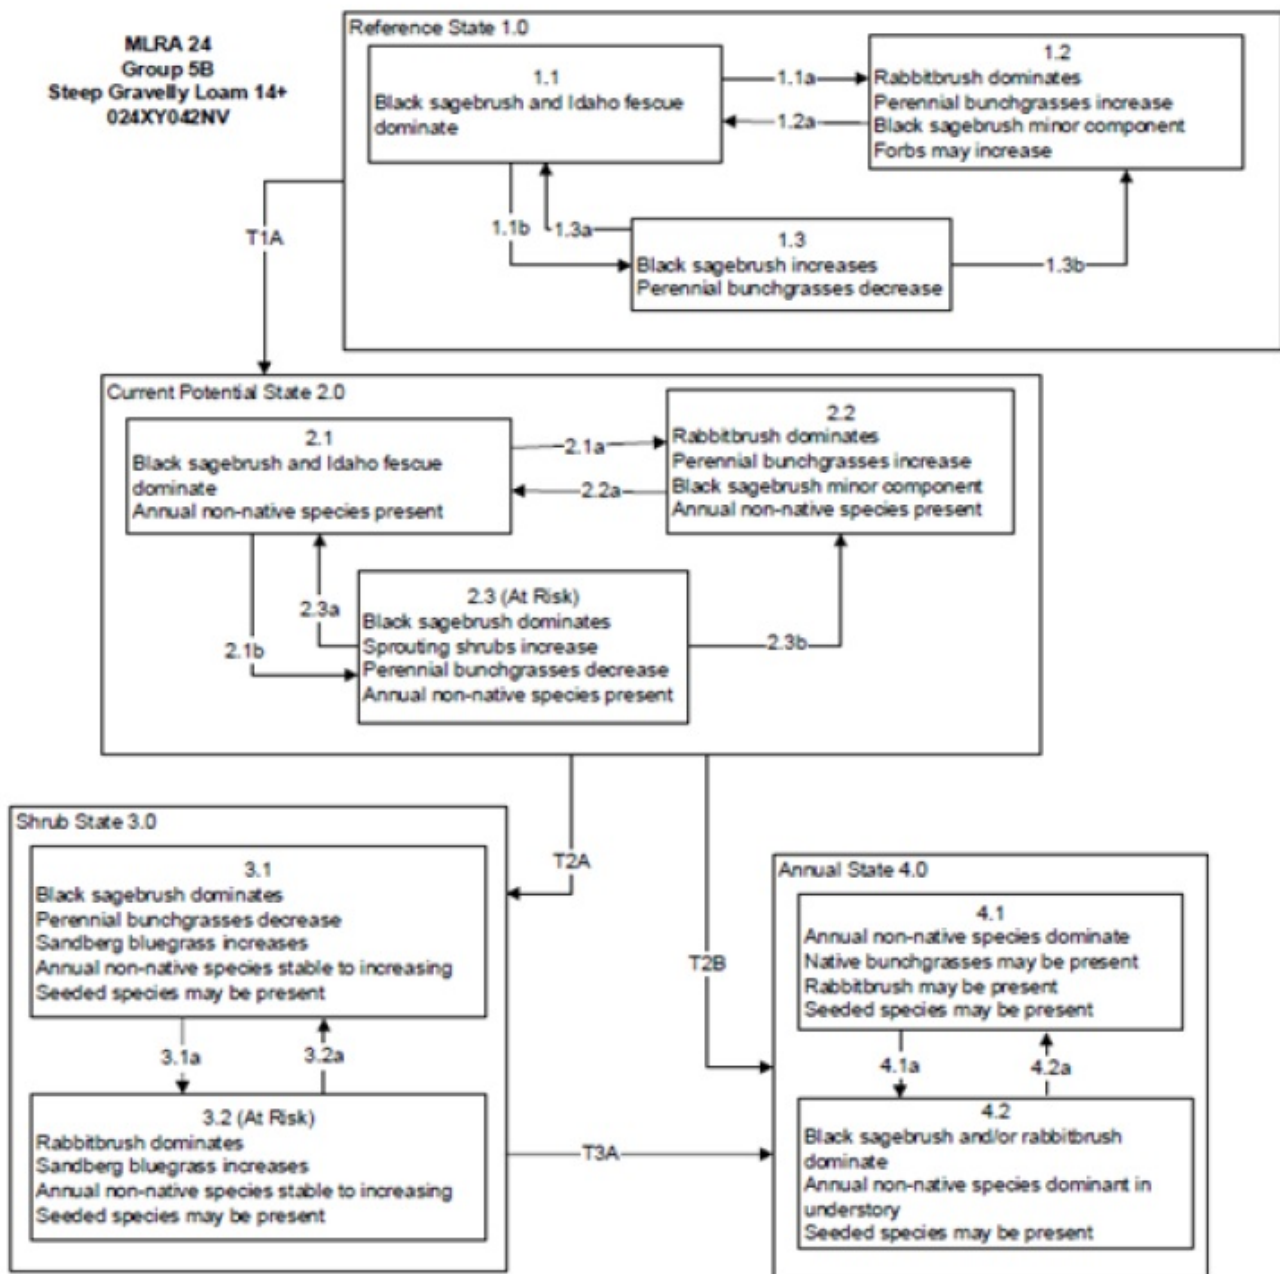 MLRA 24
Group 5B
Steep Gravelly Loam 14+
024XY042NV
Reference State 1.0
1.1
Black sagebrush and Idaho fescue
dominate
1.1a
1.2a
1.2
Rabbitbrush dominates
Perennial bunchgrasses increase
Black sagebrush minor component
Forbs may increase
1.1b
1.3a
1.3
Black sagebrush increases
Perennial bunchgrasses decrease
1.3b
T1A
Current Potential State 2.0
2.1
Black sagebrush and Idaho fescue
dominate
Annual non-native species present
2.1a
2.2a
2.2
Rabbitbrush dominates
Perennial bunchgrasses increase
Black sagebrush minor component
Annual non-native species present
2.1b
2.3a
2.3 (At Risk)
Black sagebrush dominates
Sprouting shrubs increase
Perennial bunchgrasses decrease
Annual non-native species present
2.3b
T2A
T2B
Shrub State 3.0
3.1
Black sagebrush dominates
Perennial bunchgrasses decrease
Sandberg bluegrass increases
Annual non-native species stable to increasing
Seeded species may be present
3.1a
3.2a
3.2 (At Risk)
Rabbitbrush dominates
Sandberg bluegrass increases
Annual non-native species stable to increasing
Seeded species may be present
T3A
Annual State 4.0
4.1
Annual non-native species dominate
Native bunchgrasses may be present
Rabbitbrush may be present
Seeded species may be present
4.1a
4.2a
4.2
Black sagebrush and/or rabbitbrush
dominate
Annual non-native species dominant in
understory
Seeded species may be present